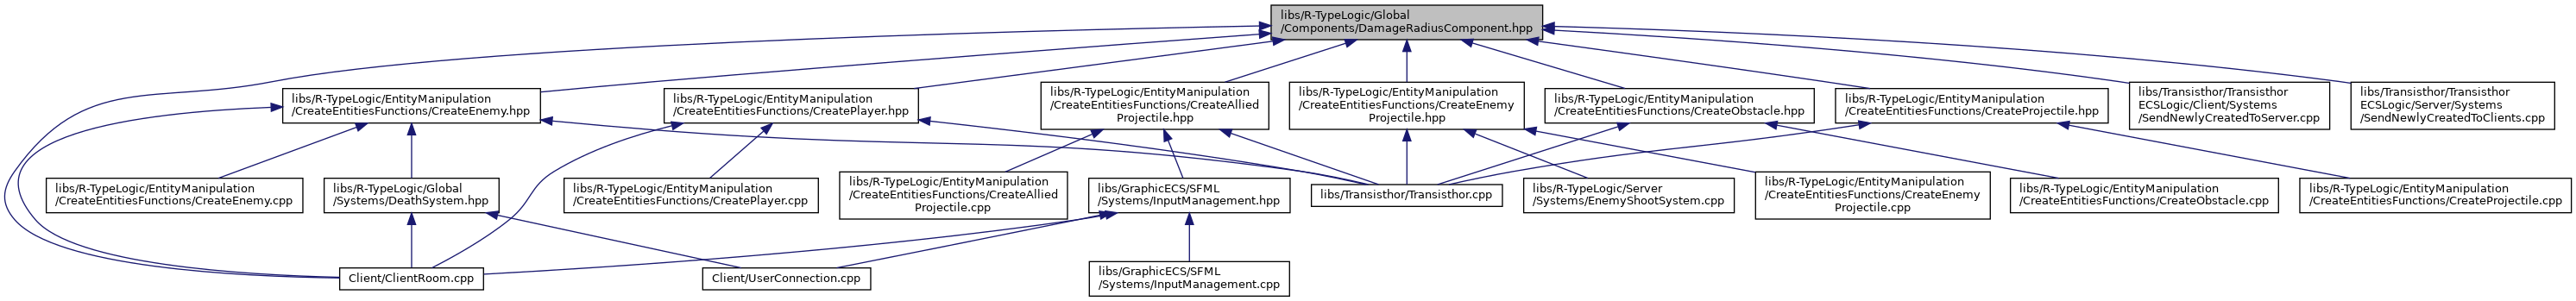 libs/R-TypeLogic/Global
/Components/DamageRadiusComponent.hpp
libs/R-TypeLogic/EntityManipulation
/CreateEntitiesFunctions/CreateEnemy.hpp
libs/R-TypeLogic/EntityManipulation
/CreateEntitiesFunctions/CreatePlayer.hpp
libs/R-TypeLogic/EntityManipulation
/CreateEntitiesFunctions/CreateAllied
Projectile.hpp
libs/R-TypeLogic/EntityManipulation
/CreateEntitiesFunctions/CreateEnemy
Projectile.hpp
libs/R-TypeLogic/EntityManipulation
/CreateEntitiesFunctions/CreateObstacle.hpp
libs/R-TypeLogic/EntityManipulation
/CreateEntitiesFunctions/CreateProjectile.hpp
libs/Transisthor/Transisthor
ECSLogic/Client/Systems
/SendNewlyCreatedToServer.cpp
libs/Transisthor/Transisthor
ECSLogic/Server/Systems
/SendNewlyCreatedToClients.cpp
libs/R-TypeLogic/EntityManipulation
/CreateEntitiesFunctions/CreateEnemy.cpp
libs/R-TypeLogic/Global
/Systems/DeathSystem.hpp
libs/R-TypeLogic/EntityManipulation
/CreateEntitiesFunctions/CreatePlayer.cpp
libs/R-TypeLogic/EntityManipulation
/CreateEntitiesFunctions/CreateAllied
Projectile.cpp
libs/GraphicECS/SFML
/Systems/InputManagement.hpp
libs/Transisthor/Transisthor.cpp
libs/R-TypeLogic/Server
/Systems/EnemyShootSystem.cpp
libs/R-TypeLogic/EntityManipulation
/CreateEntitiesFunctions/CreateEnemy
Projectile.cpp
libs/R-TypeLogic/EntityManipulation
/CreateEntitiesFunctions/CreateObstacle.cpp
libs/R-TypeLogic/EntityManipulation
/CreateEntitiesFunctions/CreateProjectile.cpp
Client/ClientRoom.cpp
Client/UserConnection.cpp
libs/GraphicECS/SFML
/Systems/InputManagement.cpp